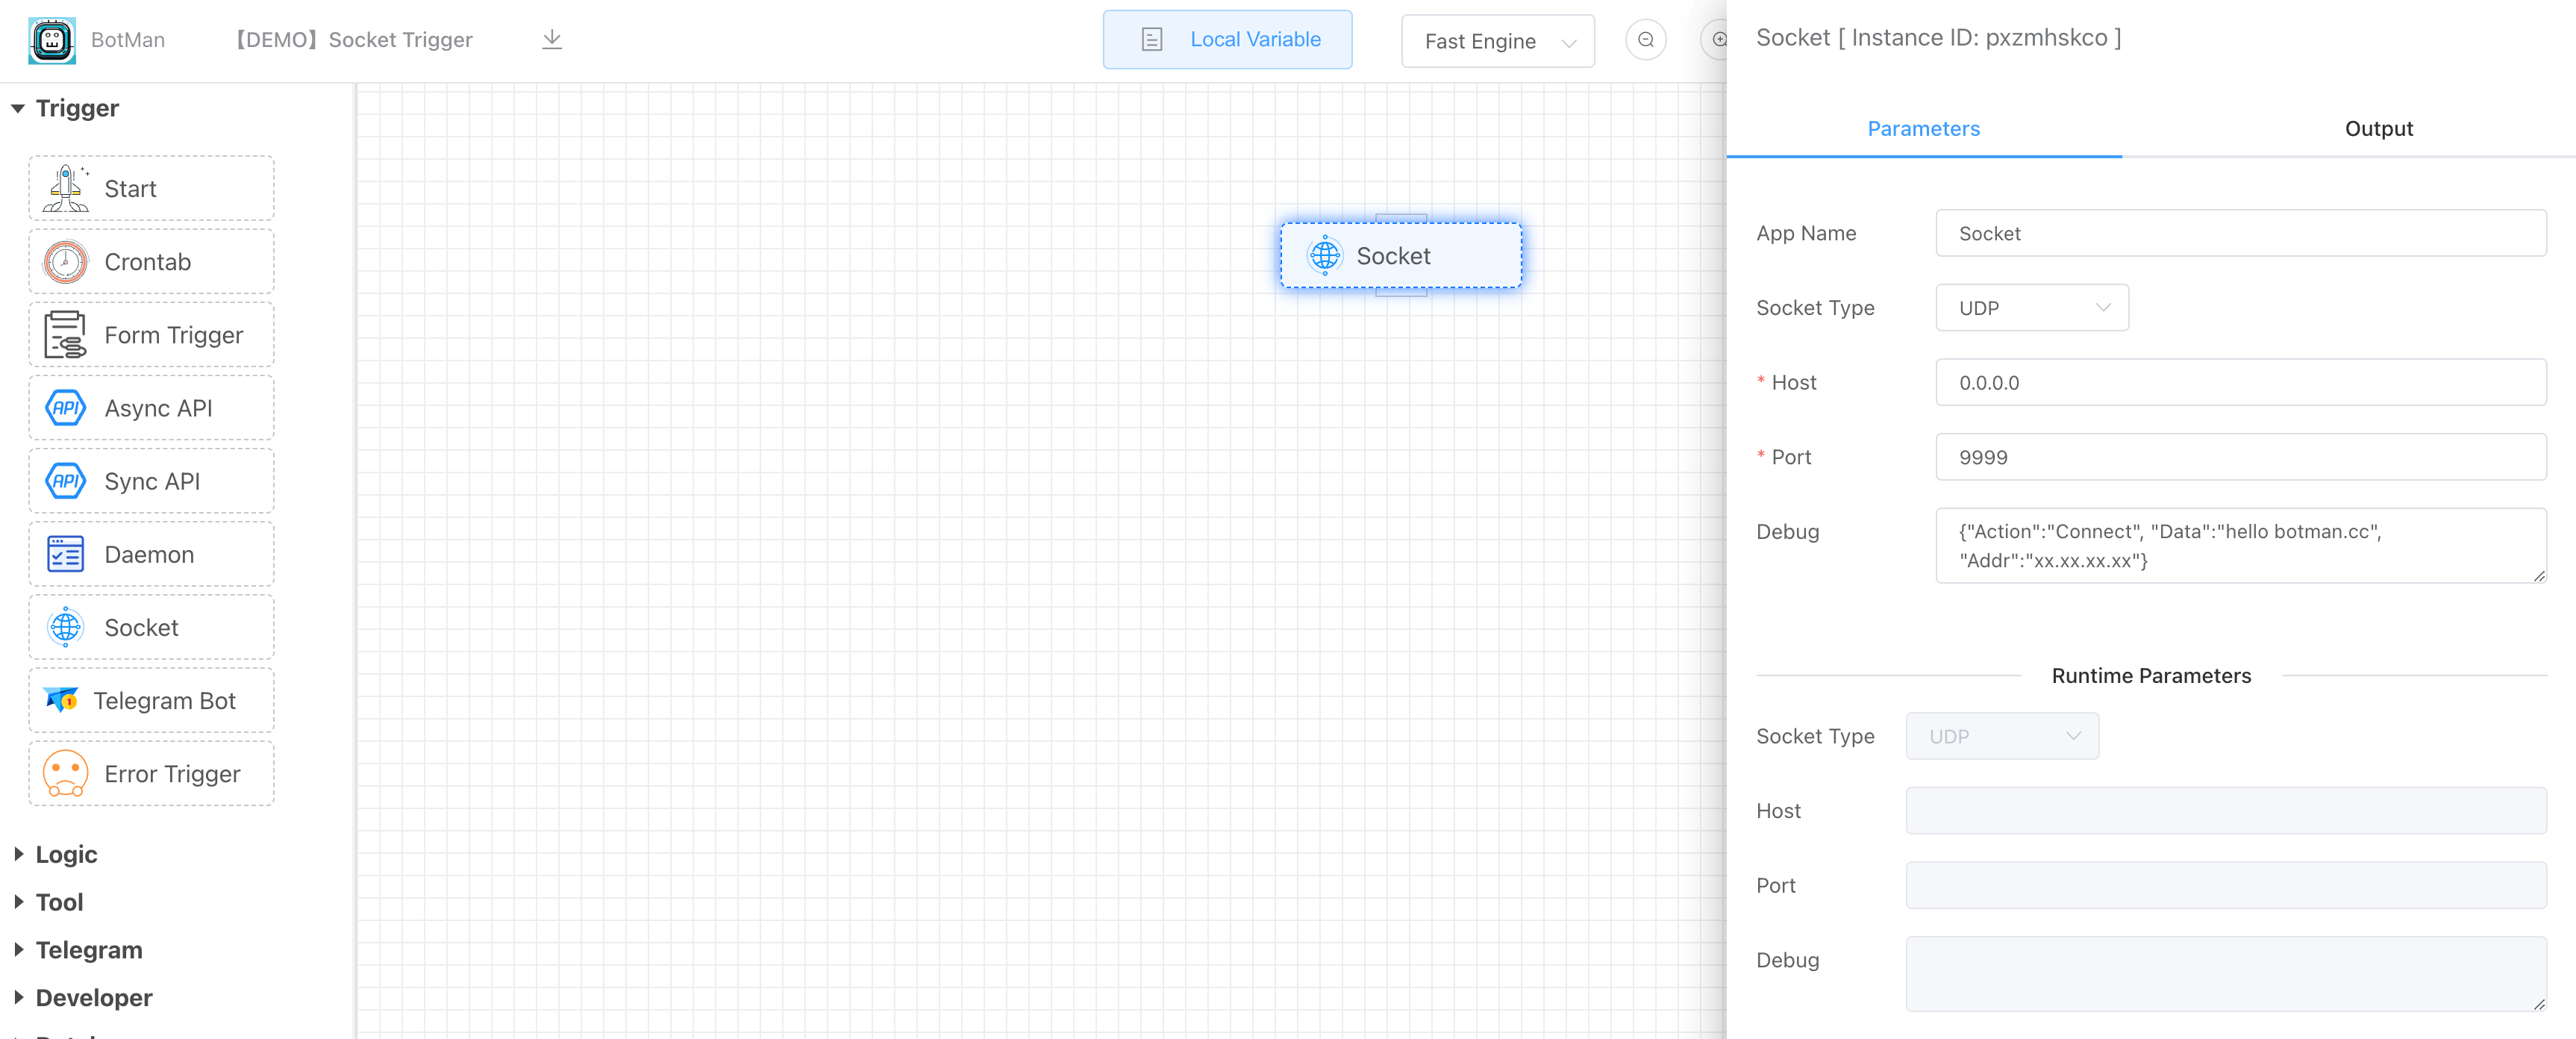 BotMan
【DEMO】Socket Trigger
Local Variable
Fast Engine
Trigger
Start
Crontab
Form Trigger
API
Async API
API
Sync API
Daemon
Socket
1
Telegram Bot
Error Trigger
Logic
Tool
Telegram
Developer
Socket
Socket [ Instance ID: pxzmhskco ]
Parameters
Output
App Name
Socket
Socket Type
UDP
* Host
0.0.0.0
* Port
9999
Debug
{"Action":"Connect", "Data":"hello botman.cc",
"Addr":"xx.xx.xx.xx"}
Runtime Parameters
Socket Type
UDP
Host
Port
Debug